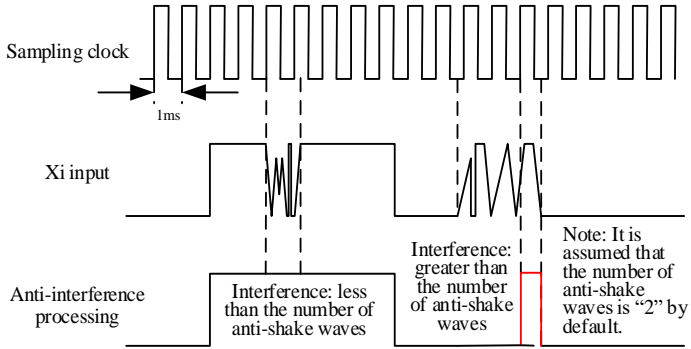 Sampling clock
1ms
Xi input
Anti-interference
processing
Interference: less
than the number of
anti-shake waves
Interference:
greater than
the number
of anti-shake
waves
Note: It is
assumed that
the number of
anti-shake
waves is “2” by
default.